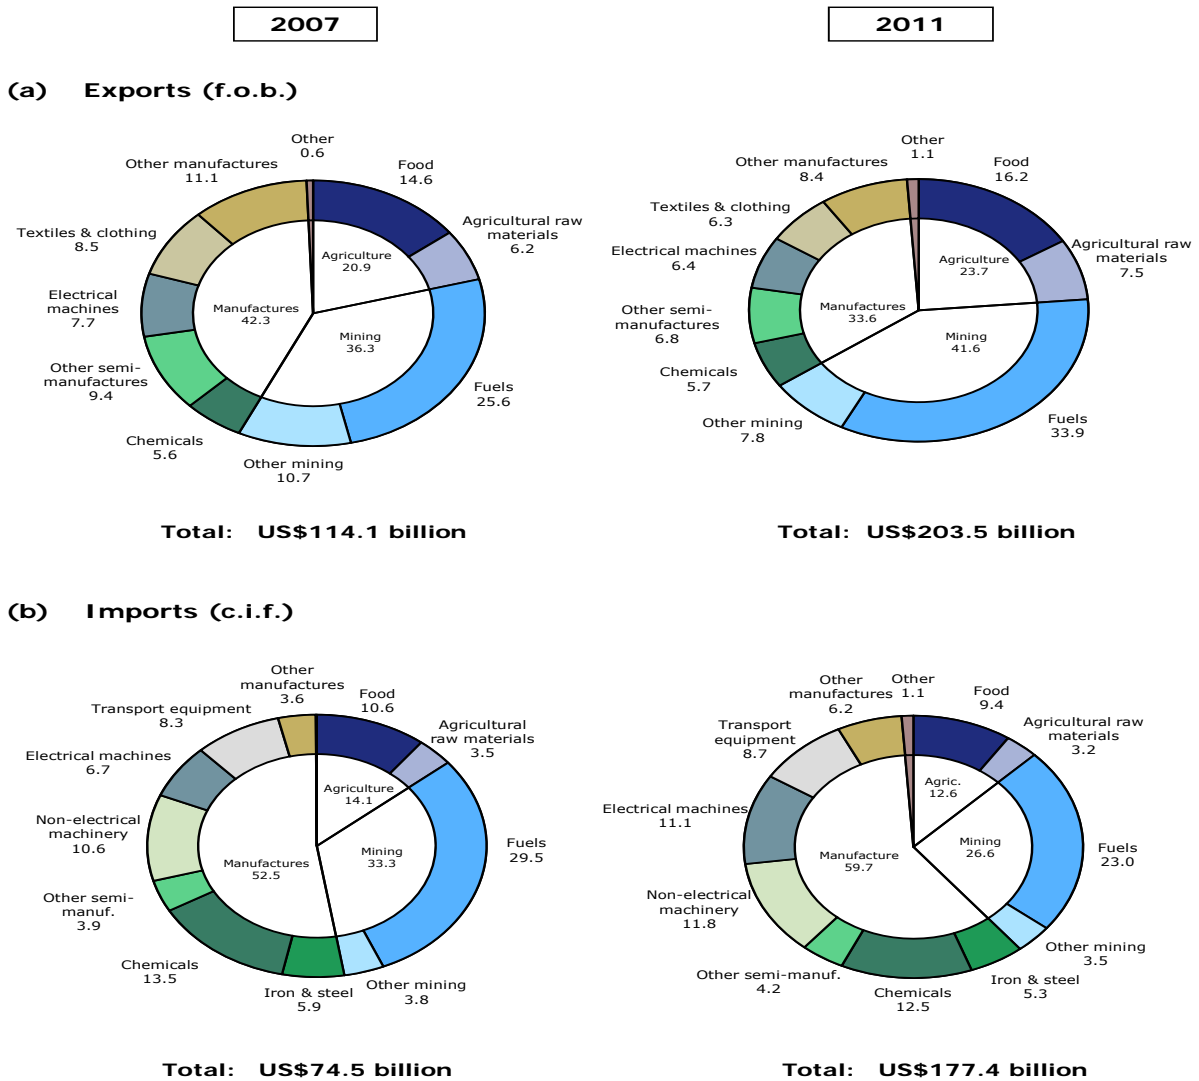 2007
2011
(a) Exports (f.o.b.)
Other
0.6
Food
14.6
Agricultural raw
materials
6.2
Fuels
25.6
Other mining
10.7
Chemicals
5.6
Other semi-
manufactures
9.4
Electrical
machines
7.7
Textiles & clothing
8.5
Other manufactures
11.1
Agriculture
20.9
Mining
36.3
Manufactures
42.3
Total: US$114.1 billion
Other
1.1
Food
16.2
Agricultural raw
materials
7.5
Fuels
33.9
Other mining
7.8
Chemicals
5.7
Other semi-
manufactures
6.8
Electrical machines
6.4
Textiles & clothing
6.3
Other manufactures
8.4
Agriculture
23.7
Mining
41.6
Manufactures
33.6
Total: US$203.5 billion
(b) Imports (c.i.f.)
Other
manufactures
3.6
Food
10.6
Agricultural
raw materials
3.5
Fuels
29.5
Other mining
3.8
Iron & steel
5.9
Chemicals
13.5
Other semi-
manuf.
3.9
Non-electrical
machinery
10.6
Electrical machines
6.7
Transport equipment
8.3
Agriculture
14.1
Mining
33.3
Manufactures
52.5
Total: US$74.5 billion
Other
manufactures
6.2
Other
1.1
Food
9.4
Agricultural raw
materials
3.2
Fuels
23.0
Other mining
3.5
Iron & steel
5.3
Chemicals
12.5
Other semi-manuf.
4.2
Non-electrical
machinery
11.8
Electrical machines
11.1
Transport
equipment
8.7
Agric.
12.6
Mining
26.6
Manufacture
59.7
Total: US$177.4 billion